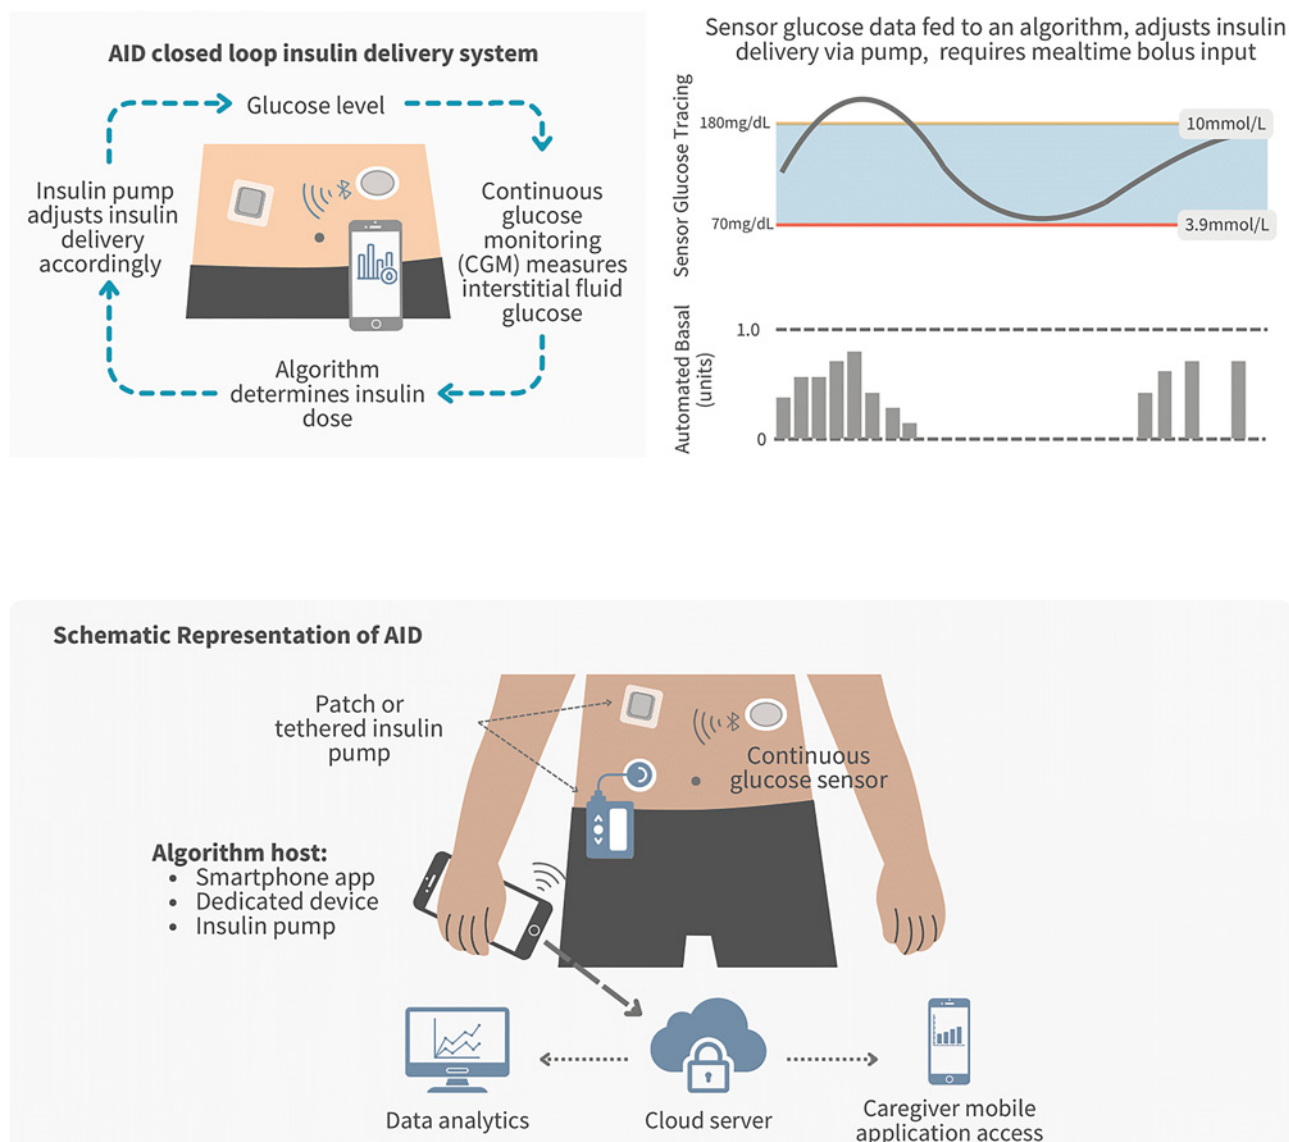 AID closed loop insulin delivery system
Glucose level
Continuous
glucose
monitoring
(CGM) measures
interstitial fluid
glucose
Algorithm
determines insulin
dose
Insulin pump
adjusts insulin
delivery
accordingly
Sensor glucose data fed to an algorithm, adjusts insulin
delivery via pump, requires mealtime bolus input
Sensor Glucose Tracing
180mg/dL
10mmol/L
70mg/dL
3.9mmol/L
Automated Basal
(units)
1.0
0
Schematic Representation of AID
Patch or
tethered insulin
pump
Continuous
glucose sensor
Algorithm host:
• Smartphone app
• Dedicated device
• Insulin pump
Data analytics
Cloud server
Caregiver mobile
application access